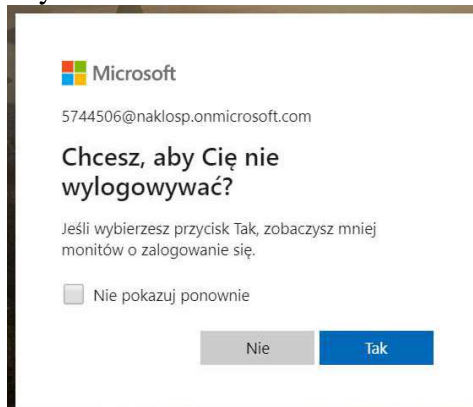 Microsoft
5744506@naklosp.onmicrosoft.com
Chcesz, aby Cię nie
wylogowywać?
Jeśli wybierzesz przycisk Tak, zobaczysz mniej
monitów o zalogowanie się.
Nie pokazuj ponownie
Nie
Tak